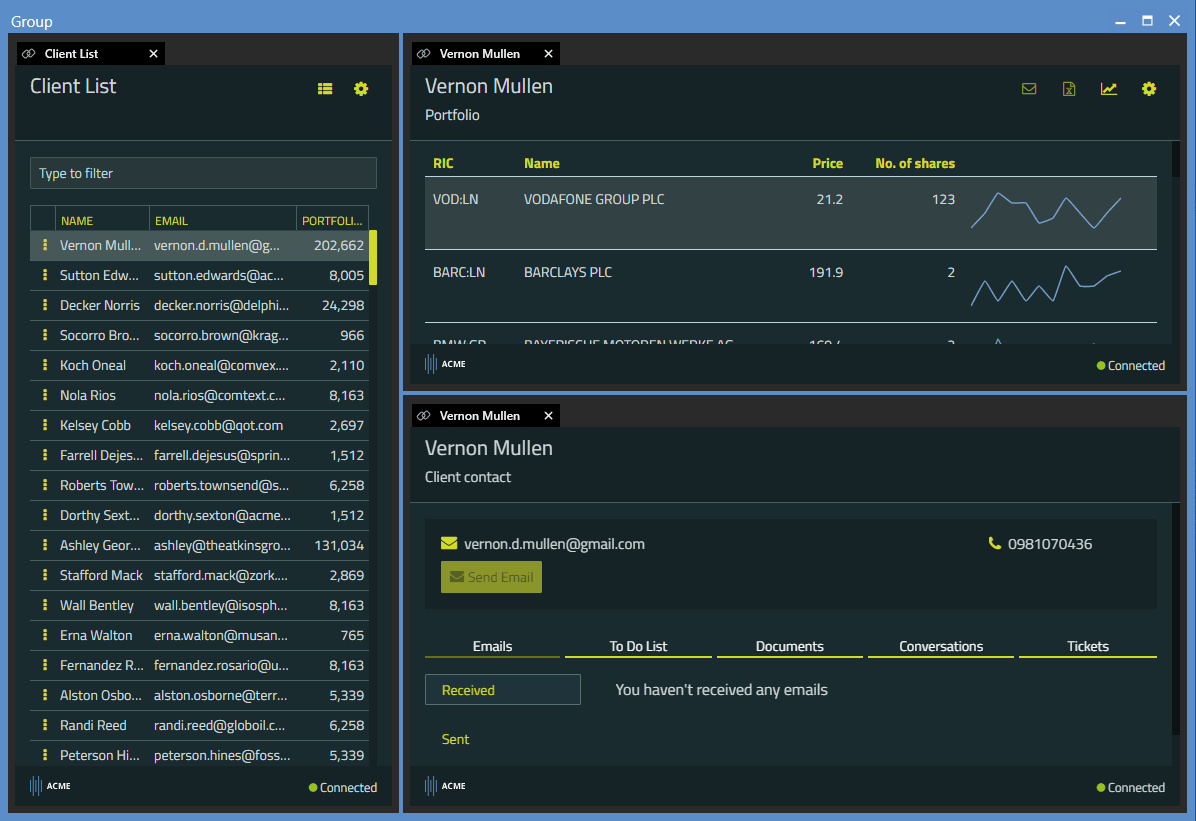 Group
Client List
Client List
Type to filter
NAME EMAIL PORTFOLI...
Vernon Mull... vernon.d.mullen@g... 202,662
Sutton Edw... sutton.edwards@ac... 8,005
Decker Norris decker.norris@delphi... 24,298
Socorro Bro... socorro.brown@krag... 966
Koch Oneal koch.oneal@comvex.... 2,110
Nola Rios nola.rios@comtext.c... 8,163
Kelsey Cobb kelsey.cobb@qot.com 2,697
Farrell Dejes... farrell.dejesus@sprin... 1,512
Roberts Tow... roberts.townsend@s... 6,258
Dorthy Sext... dorthy.sexton@acme... 1,512
Ashley Geor... ashley@theatkinsgro... 131,034
Stafford Mack stafford.mack@zork.... 2,869
Wall Bentley wall.bentley@isosph... 8,163
Erna Walton erna.walton@musan... 765
Fernandez R... fernandez.rosario@u... 8,163
Alston Osbo... alston.osborne@terr... 5,339
Randi Reed randi.reed@globoil.c... 6,258
Peterson Hi... peterson.hines@foss... 5,339
ACME Connected
Vernon Mullen
Vernon Mullen
Portfolio
RIC Name Price No. of shares
VOD:LN VODAFONE GROUP PLC 21.2 123
BARC:LN BARCLAYS PLC 191.9 2
BMW:GR BAYERISCHE MOTOREN WERKE AG
ACME Connected
Vernon Mullen
Vernon Mullen
Client contact
vernon.d.mullen@gmail.com 0981070436
Send Email
Emails To Do List Documents Conversations Tickets
Received You haven't received any emails
Sent
ACME Connected